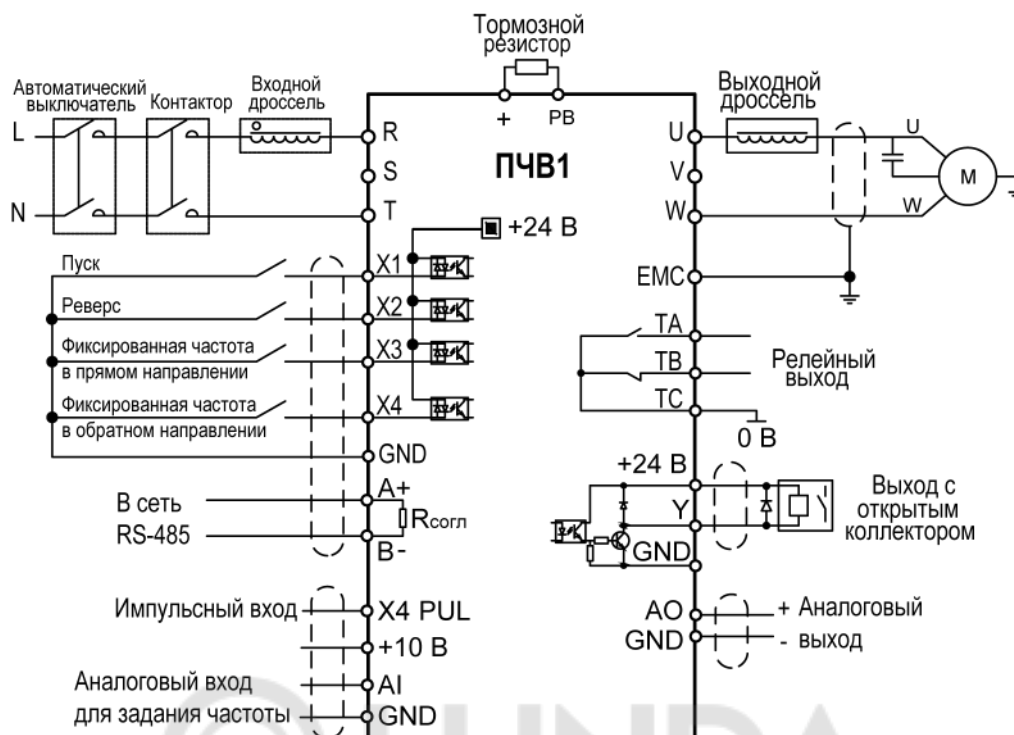 Тормозной
резистор
+
PB
Автоматический
выключатель
Контактор
Входной
дроссель
L
N
R
S
T
ПЧВ1
+24 В
Выходной
дроссель
U
V
W
U
W
M
EMC
Пуск
X1
Реверс
X2
Фиксированная частота
в прямом направлении
X3
Фиксированная частота
в обратном направлении
X4
GND
TA
TB
TC
Релейный
выход
0 В
В сеть
RS-485
A+
Rсогл
B-
+24 В
Y
GND
Выход с
открытым
коллектором
Импульсный вход
X4 PUL
+10 В
Аналоговый вход
для задания частоты
AI
GND
AO
GND
+ Аналоговый
- выход